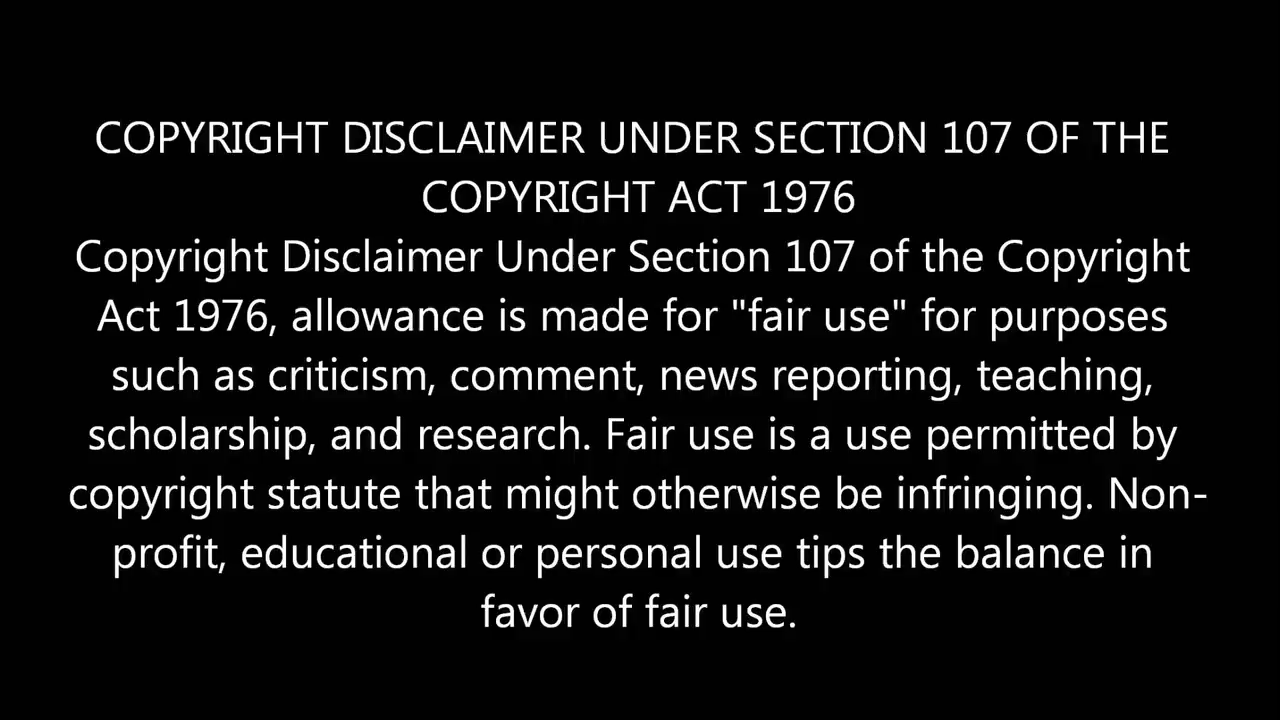 COPYRIGHT DISCLAIMER UNDER SECTION 107 OF THE
COPYRIGHT ACT 1976
Copyright Disclaimer Under Section 107 of the Copyright
Act 1976, allowance is made for "fair use" for purposes
such as criticism, comment, news reporting, teaching,
scholarship, and research. Fair use is a use permitted by
copyright statute that might otherwise be infringing. Non-
profit, educational or personal use tips the balance in
favor of fair use.